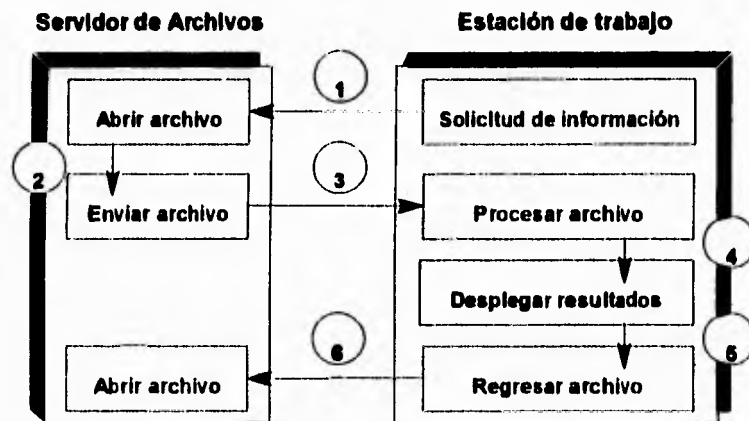 Servidor de Archivos
Estación de trabajo
1
Abrir archivo
Solicitud de información
2
3
Enviar archivo
Procesar archivo
4
Desplegar resultados
6
5
Abrir archivo
Regresar archivo